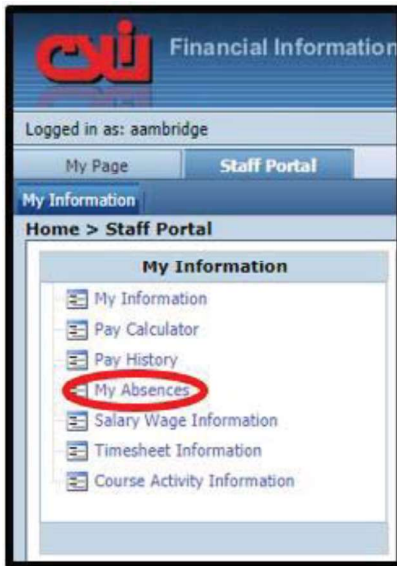 Financial Information
Logged in as: aambridge
My Page Staff Portal
My Information
Home > Staff Portal
My Information
My Information
Pay Calculator
Pay History
My Absences
Salary Wage Information
Timesheet Information
Course Activity Information